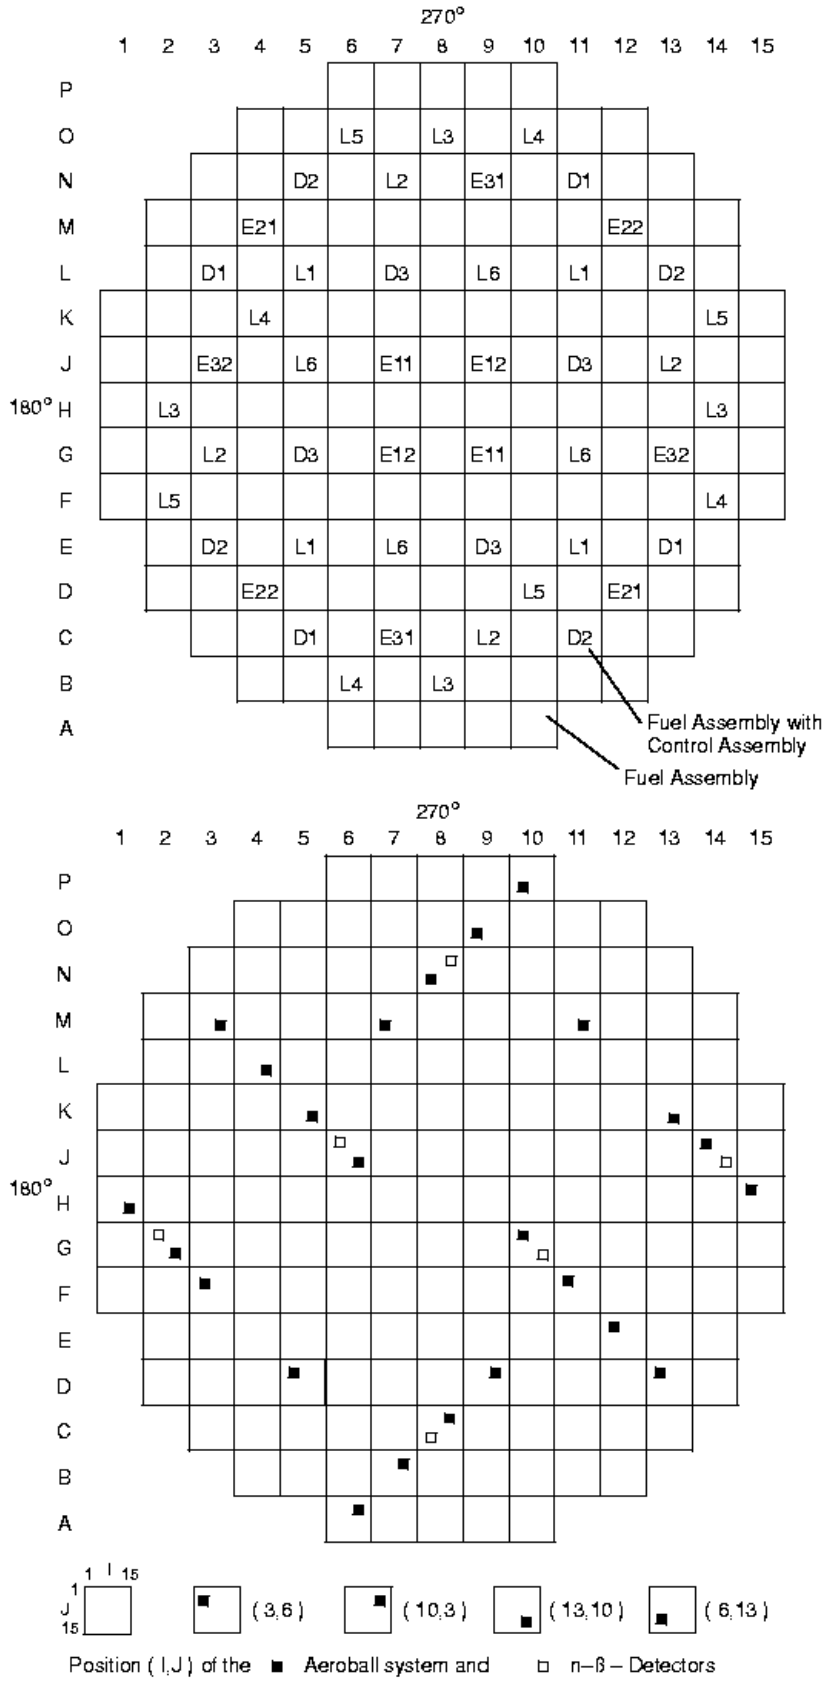 270°
1 2 3 4 5 6 7 8 9 10 11 12 13 14 15
P
O L5 L3 L4
N D2 L2 E31 D1
M E21 E22
L D1 L1 D3 L6 L1 D2
K L4 L5
J E32 L6 E11 E12 D3 L2
180° H L3 L3
G L2 D3 E12 E11 L6 E32
F L5 L4
E D2 L1 L6 D3 L1 D1
D E22 L5 E21
C D1 E31 L2 D2
B L4 L3
A
Fuel Assembly with
Control Assembly
Fuel Assembly
270°
1 2 3 4 5 6 7 8 9 10 11 12 13 14 15
P
O
N
M
L
K
J
180° H
G
F
E
D
C
B
A
1 I 15
1
J
15
(3,6) (10,3) (13,10) (6,13)
Position (I,J) of the ■ Aeroball system and □ n–ß – Detectors